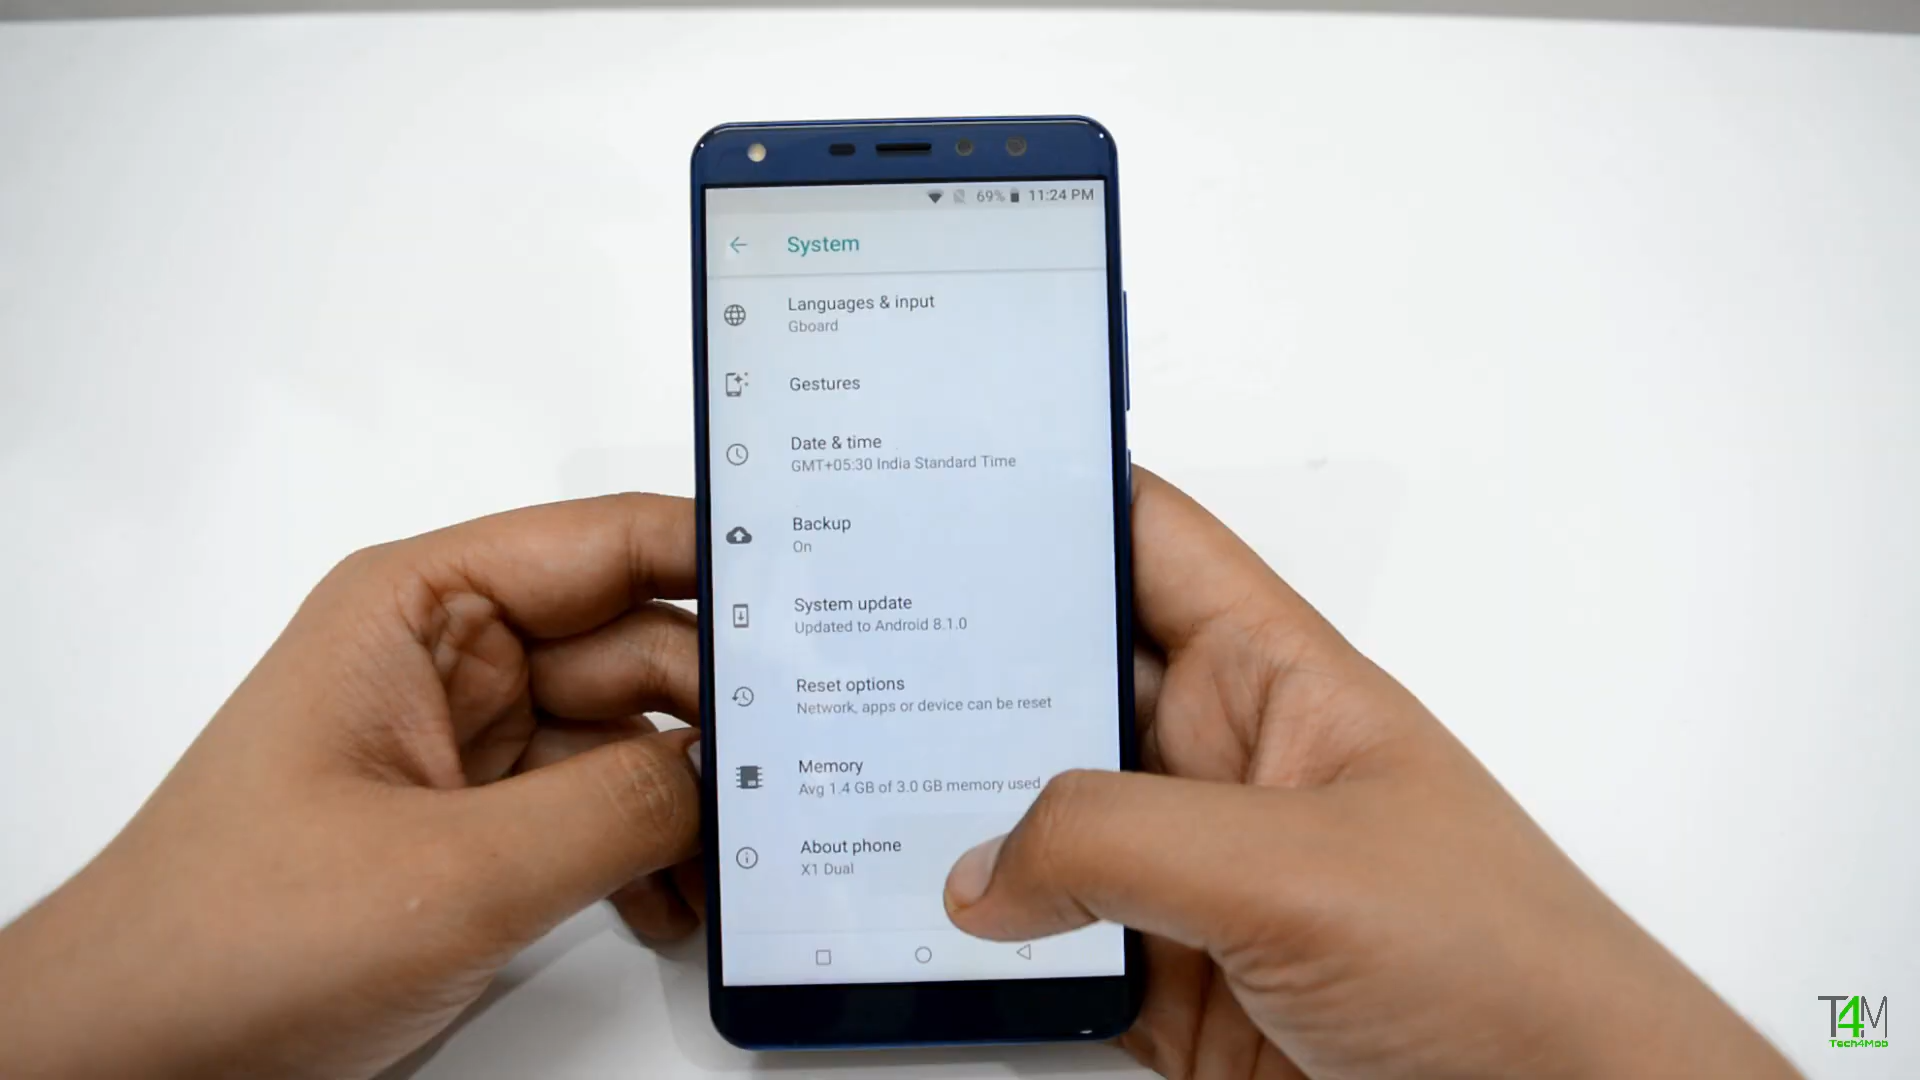 69% 11:24 PM
System
Languages & input
Gboard
Gestures
Date & time
GMT+05:30 India Standard Time
Backup
On
System update
Updated to Android 8.1.0
Reset options
Network, apps or device can be reset
Memory
Avg 1.4 GB of 3.0 GB memory used
About phone
X1 Dual
T4M
Tech4Mob